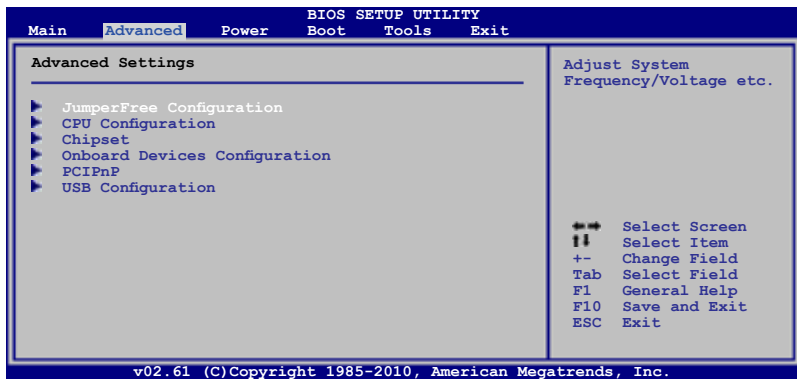 BIOS SETUP UTILITY
Main Advanced Power Boot Tools Exit
Advanced Settings
JumperFree Configuration
CPU Configuration
Chipset
Onboard Devices Configuration
PCIPnP
USB Configuration
Adjust System
Frequency/Voltage etc.
←→ Select Screen
↑↓ Select Item
+- Change Field
Tab Select Field
F1 General Help
F10 Save and Exit
ESC Exit
v02.61 (C)Copyright 1985-2010, American Megatrends, Inc.